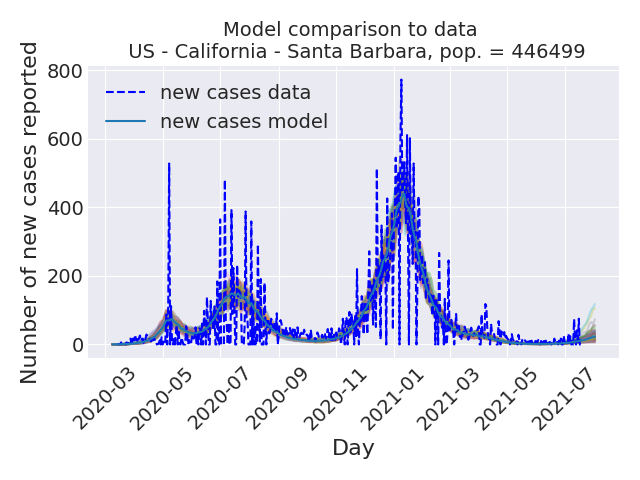 Model comparison to data
US - California - Santa Barbara, pop. = 446499
Number of new cases reported
800
600
400
200
0
new cases data
new cases model
2020-03
2020-05
2020-07
2020-09
2020-11
2021-01
2021-03
2021-05
2021-07
Day